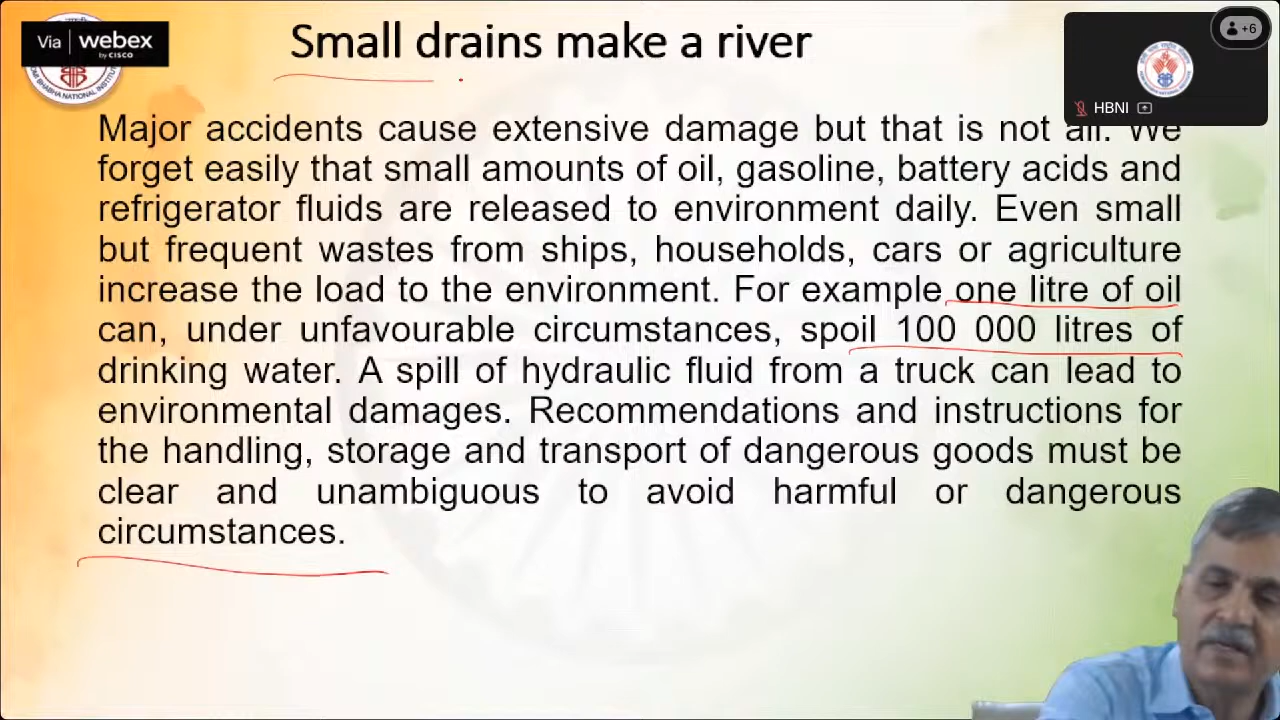 Via webex
by CISCO
Small drains make a river
+6
HBNI
Major accidents cause extensive damage but that is not all. We
forget easily that small amounts of oil, gasoline, battery acids and
refrigerator fluids are released to environment daily. Even small
but frequent wastes from ships, households, cars or agriculture
increase the load to the environment. For example one litre of oil
can, under unfavourable circumstances, spoil 100 000 litres of
drinking water. A spill of hydraulic fluid from a truck can lead to
environmental damages. Recommendations and instructions for
the handling, storage and transport of dangerous goods must be
clear and unambiguous to avoid harmful or dangerous
circumstances.